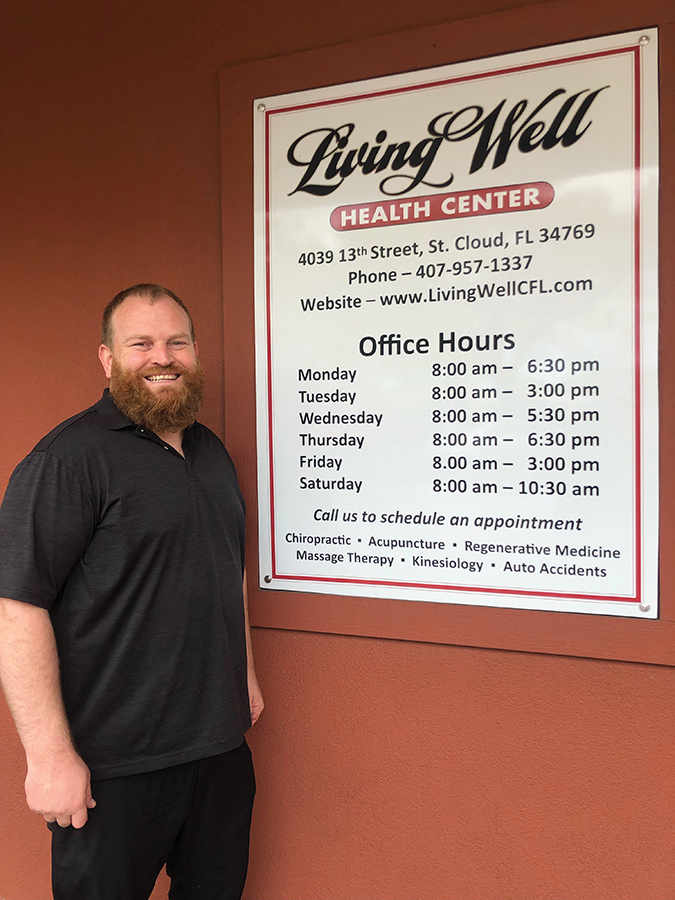 Living Well
HEALTH CENTER
4039 13th Street, St. Cloud, FL 34769
Phone – 407-957-1337
Website – www.LivingWellCFL.com
Office Hours
Monday 8:00 am – 6:30 pm
Tuesday 8:00 am – 3:00 pm
Wednesday 8:00 am – 5:30 pm
Thursday 8:00 am – 6:30 pm
Friday 8.00 am – 3:00 pm
Saturday 8:00 am – 10:30 am
Call us to schedule an appointment
Chiropractic ▪ Acupuncture ▪ Regenerative Medicine
Massage Therapy ▪ Kinesiology ▪ Auto Accidents